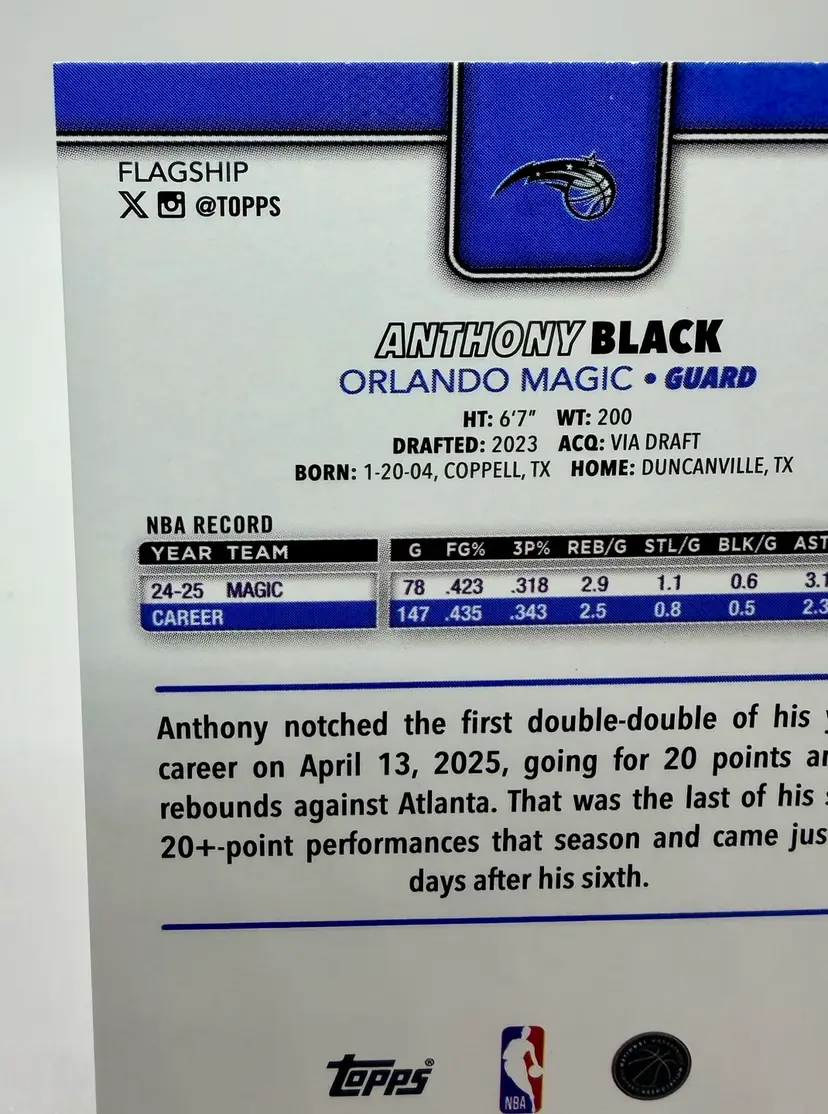 FLAGSHIP
X @TOPPS
ANTHONY BLACK
ORLANDO MAGIC • GUARD
HT: 6'7" WT: 200
DRAFTED: 2023 ACQ: VIA DRAFT
BORN: 1-20-04, COPPELL, TX HOME: DUNCANVILLE, TX
NBA RECORD
YEAR TEAM G FG% 3P% REB/G STL/G BLK/G AST
24-25 MAGIC 78 .423 .318 2.9 1.1 0.6 3.1
CAREER 147 .435 .343 2.5 0.8 0.5 2.3
Anthony notched the first double-double of his
career on April 13, 2025, going for 20 points
rebounds against Atlanta. That was the last of his
20+-point performances that season and came
days after his sixth.
topps®
NBA